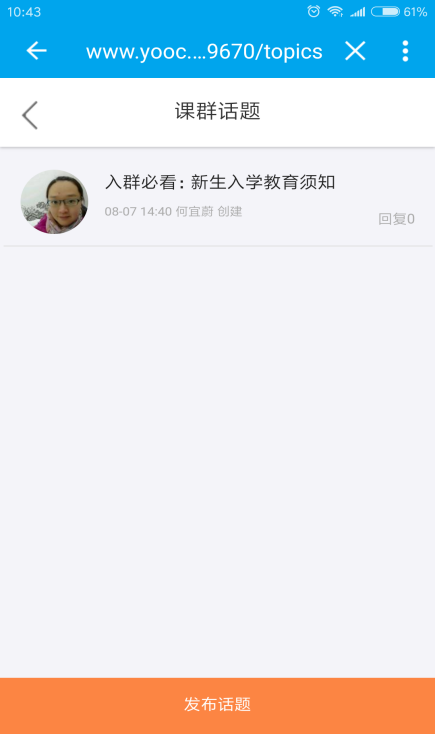 10:43
61%
www.yooc....9670/topics
课群话题
入群必看：新生入学教育须知
08-07 14:40 何宜蔚 创建
回复0
发布话题